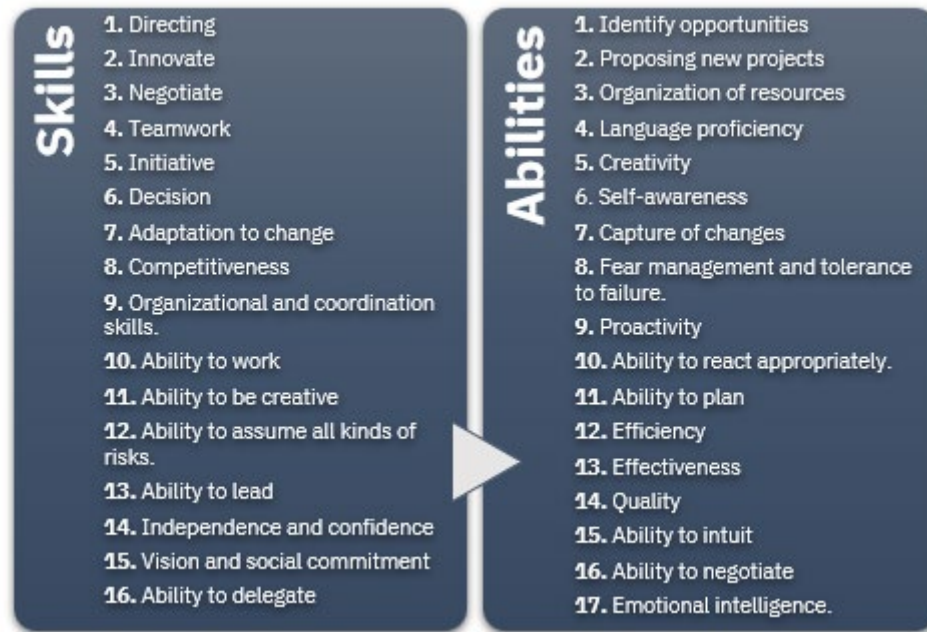 Skills
1. Directing
2. Innovate
3. Negotiate
4. Teamwork
5. Initiative
6. Decision
7. Adaptation to change
8. Competitiveness
9. Organizational and coordination
skills.
10. Ability to work
11. Ability to be creative
12. Ability to assume all kinds of
risks.
13. Ability to lead
14. Independence and confidence
15. Vision and social commitment
16. Ability to delegate
Abilities
1. Identify opportunities
2. Proposing new projects
3. Organization of resources
4. Language proficiency
5. Creativity
6. Self-awareness
7. Capture of changes
8. Fear management and tolerance
to failure.
9. Proactivity
10. Ability to react appropriately.
11. Ability to plan
12. Efficiency
13. Effectiveness
14. Quality
15. Ability to intuit
16. Ability to negotiate
17. Emotional intelligence.